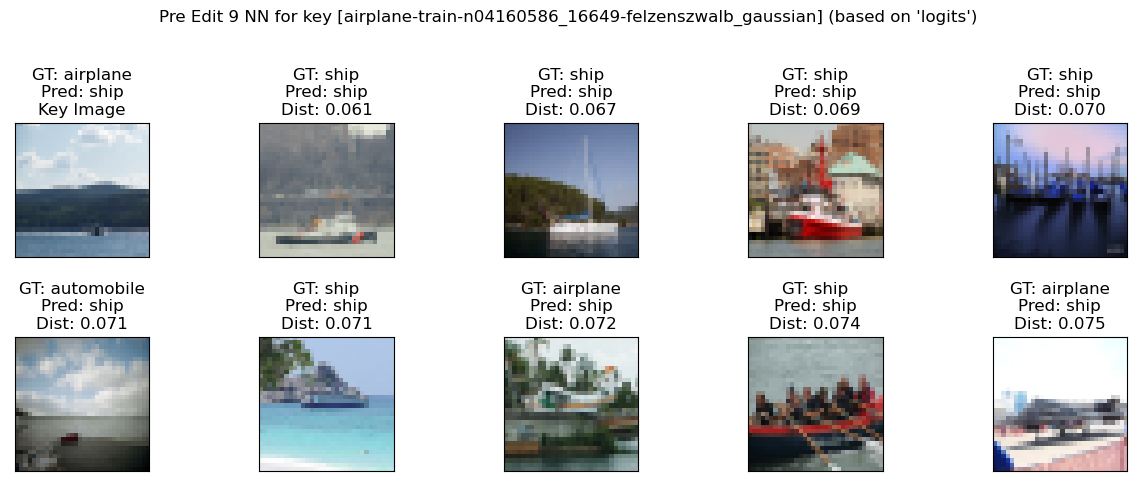 Pre Edit 9 NN for key [airplane-train-n04160586_16649-felzenszwalb_gaussian] (based on 'logits')
GT: airplane
Pred: ship
Key Image
GT: ship
Pred: ship
Dist: 0.061
GT: ship
Pred: ship
Dist: 0.067
GT: ship
Pred: ship
Dist: 0.069
GT: ship
Pred: ship
Dist: 0.070
GT: automobile
Pred: ship
Dist: 0.071
GT: ship
Pred: ship
Dist: 0.071
GT: airplane
Pred: ship
Dist: 0.072
GT: ship
Pred: ship
Dist: 0.074
GT: airplane
Pred: ship
Dist: 0.075